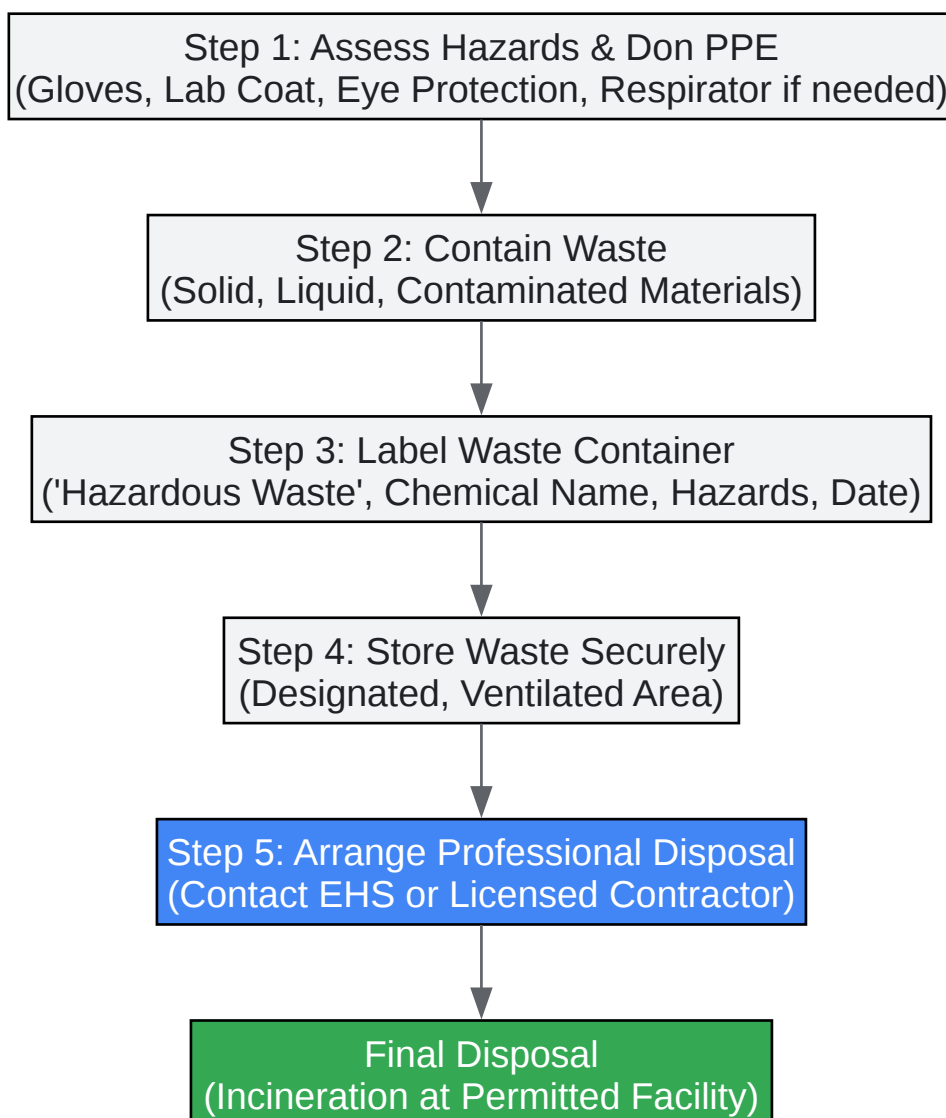 Step 1: Assess Hazards & Don PPE
(Gloves, Lab Coat, Eye Protection, Respirator if needed)
Step 2: Contain Waste
(Solid, Liquid, Contaminated Materials)
Step 3: Label Waste Container
('Hazardous Waste', Chemical Name, Hazards, Date)
Step 4: Store Waste Securely
(Designated, Ventilated Area)
Step 5: Arrange Professional Disposal
(Contact EHS or Licensed Contractor)
Final Disposal
(Incineration at Permitted Facility)